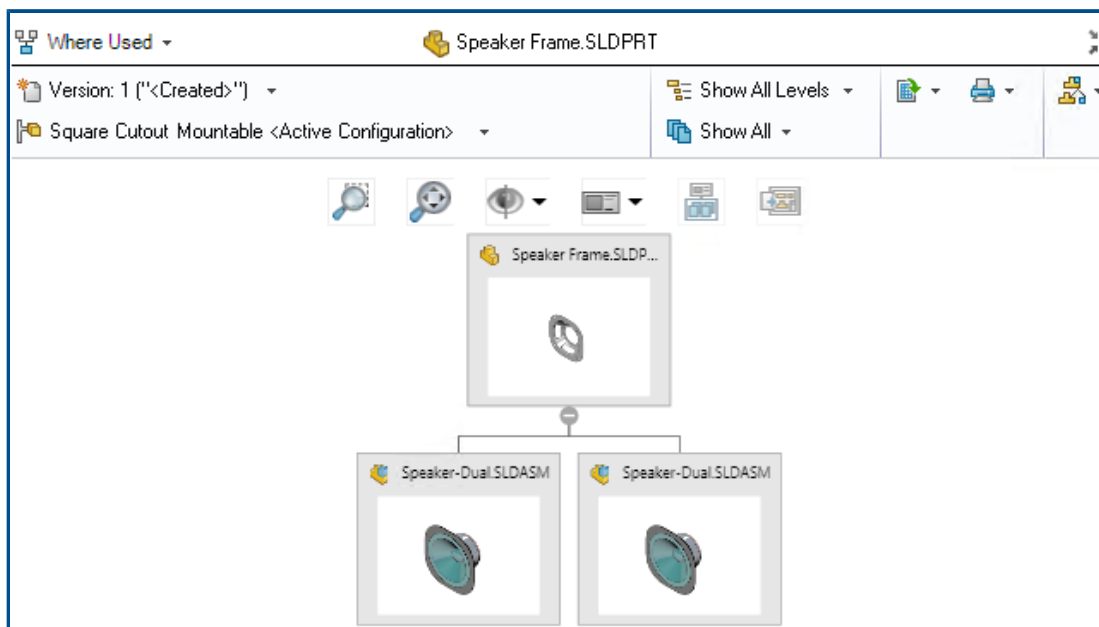 Where Used
Speaker Frame.SLDPRT
Version: 1 ("<Created>")
Show All Levels
Square Cutout Mountable <Active Configuration>
Show All
Speaker Frame.SLDP...
Speaker-Dual.SLDASM
Speaker-Dual.SLDASM